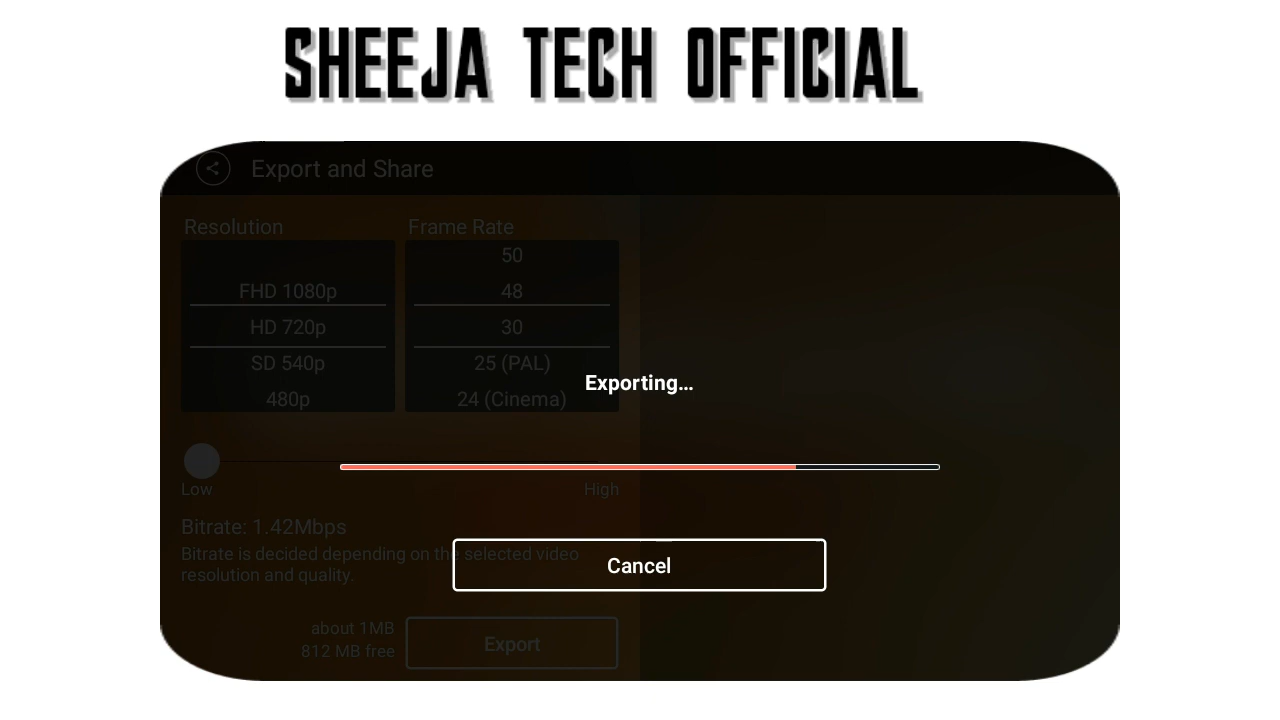 SHEEJA TECH OFFICIAL
Export and Share
Resolution
Frame Rate
50
FHD 1080p
48
HD 720p
30
SD 540p
25 (PAL)
480p
24 (Cinema)
Exporting...
Low
High
Bitrate: 1.42Mbps
Bitrate is decided depending on the selected video
resolution and quality.
Cancel
about 1MB
812 MB free
Export